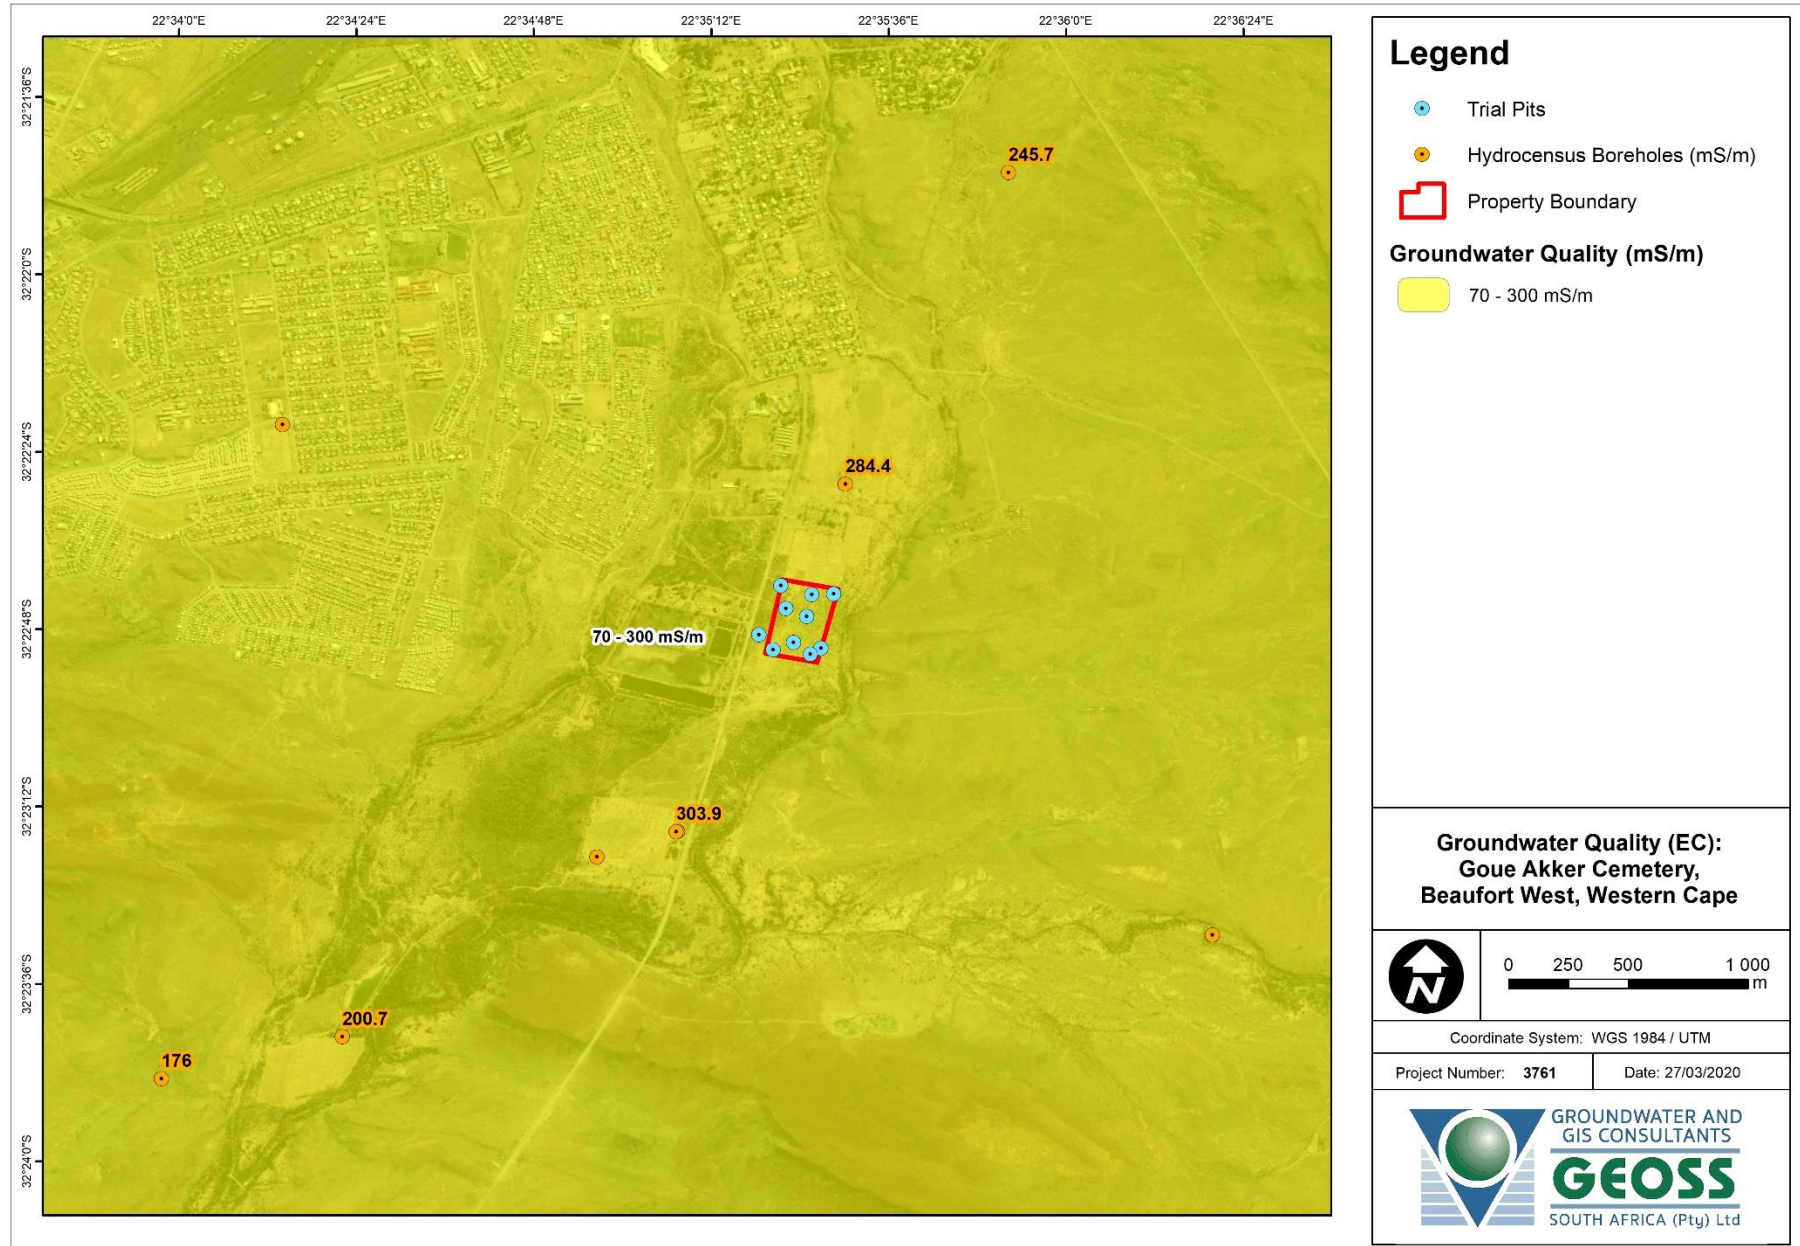 22°34'0"E
22°34'24"E
22°34'48"E
22°35'12"E
22°35'36"E
22°36'0"E
22°36'24"E
32°21'36"S
32°22'0"S
32°22'24"S
32°22'48"S
32°23'12"S
32°23'36"S
32°24'0"S
245.7
284.4
70 - 300 mS/m
303.9
200.7
176
Legend
Trial Pits
Hydrocensus Boreholes (mS/m)
Property Boundary
Groundwater Quality (mS/m)
70 - 300 mS/m
Groundwater Quality (EC):
Goue Akker Cemetery,
Beaufort West, Western Cape
N
0 250 500 1 000
m
Coordinate System: WGS 1984 / UTM
Project Number: 3761
Date: 27/03/2020
GROUNDWATER AND
GIS CONSULTANTS
GEOSS
SOUTH AFRICA (Pty) Ltd